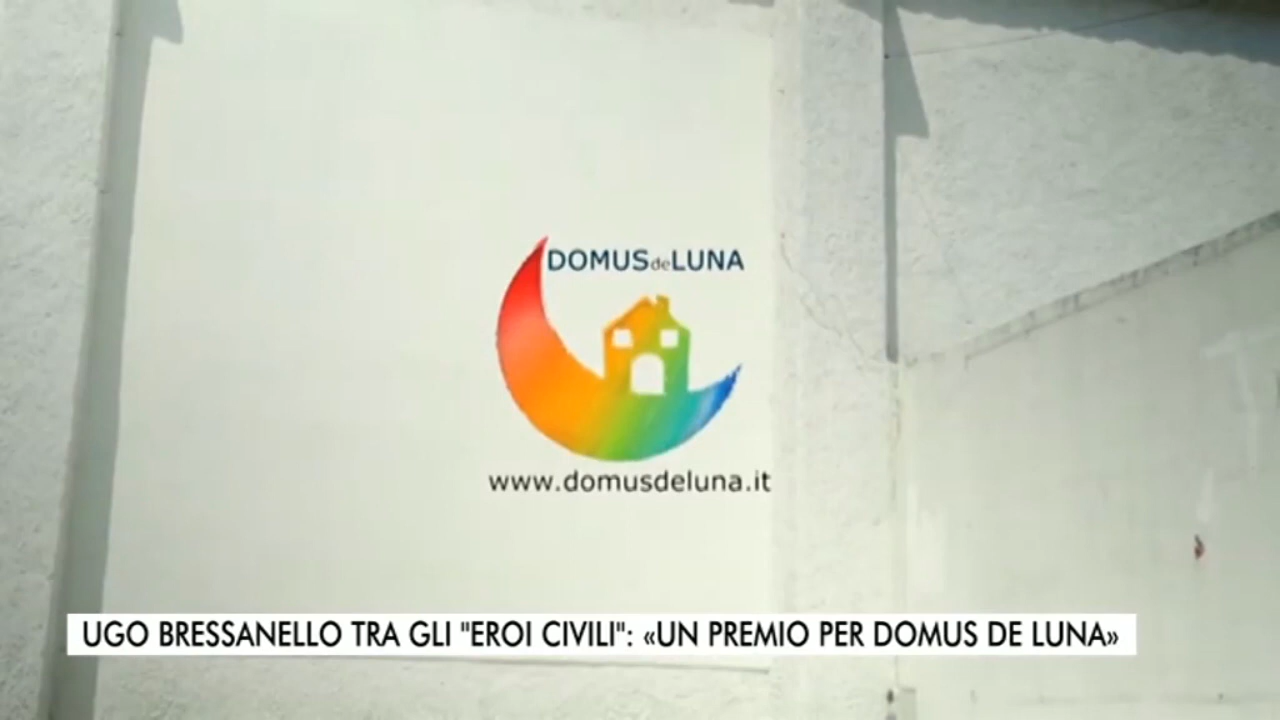 DOMUSdeLUNA
www.domusdeluna.it
UGO BRESSANELLO TRA GLI "EROI CIVILI": «UN PREMIO PER DOMUS DE LUNA»